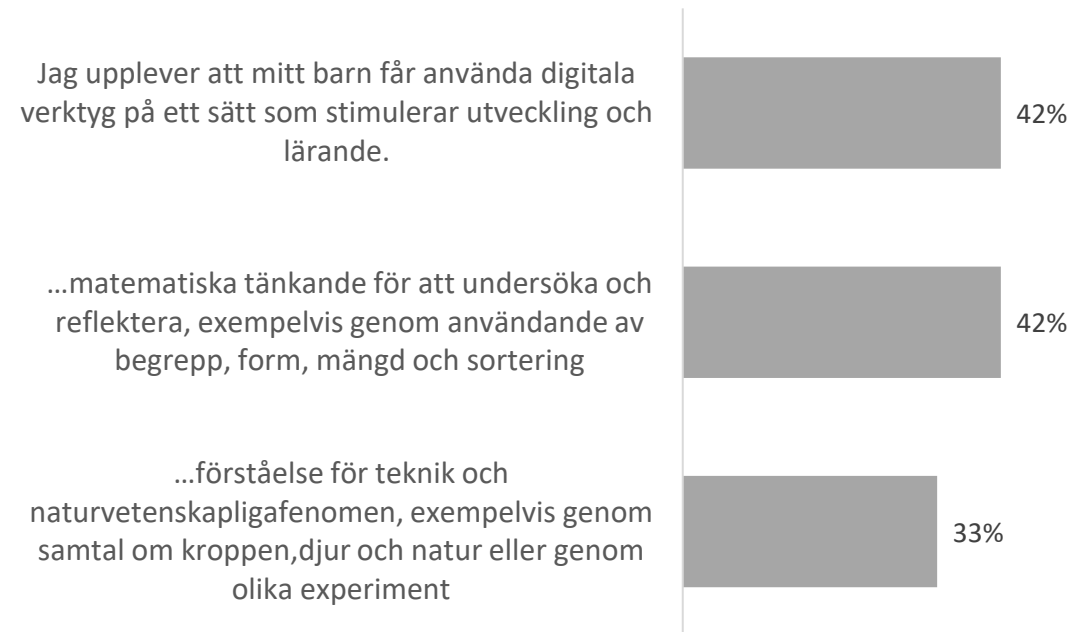 Jag upplever att mitt barn får använda digitala
verktyg på ett sätt som stimulerar utveckling och
lärande.
42%
…matematiska tänkande för att undersöka och
reflektera, exempelvis genom användande av
begrepp, form, mängd och sortering
42%
…förståelse för teknik och
naturvetenskapligafenomen, exempelvis genom
samtal om kroppen,djur och natur eller genom
olika experiment
33%